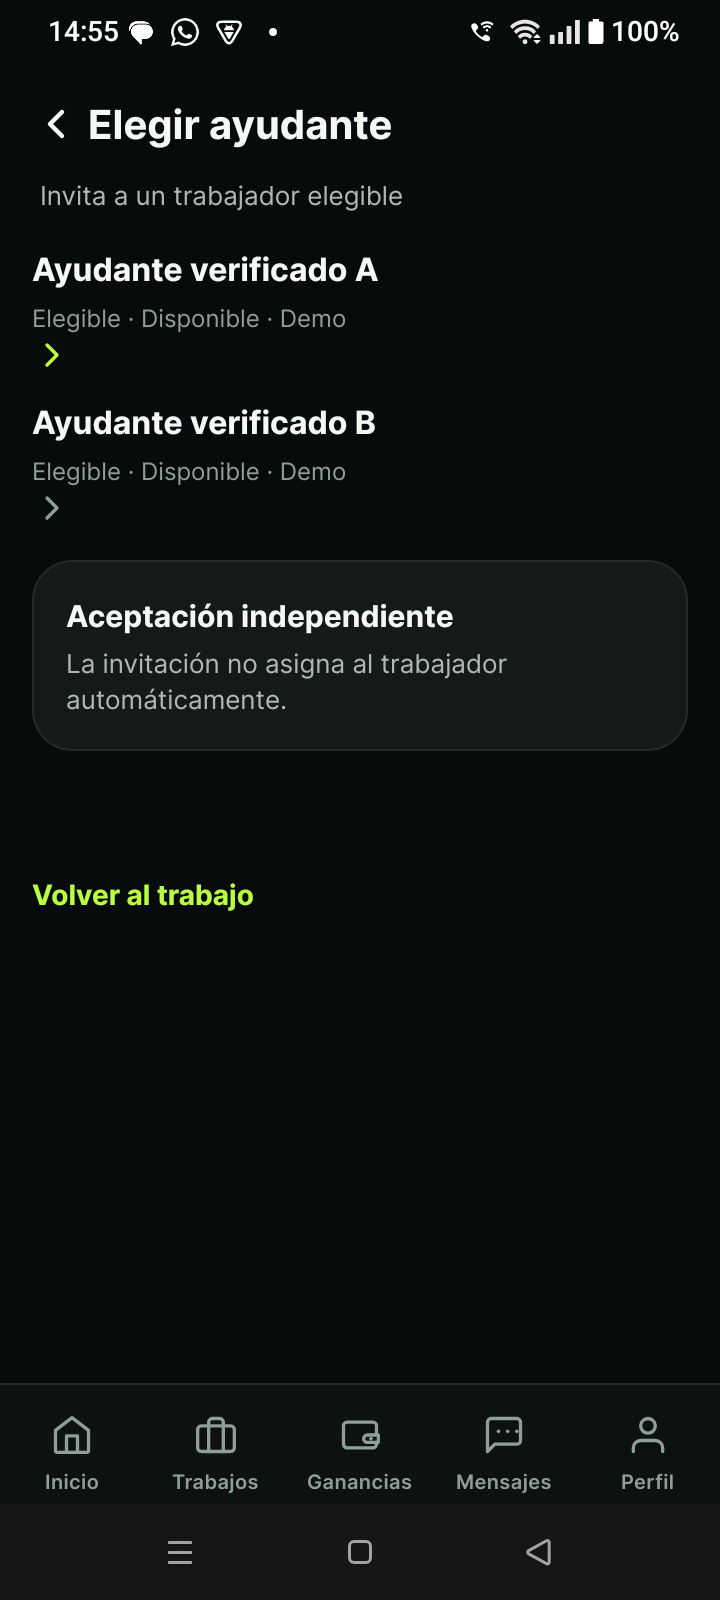 14:55
100%
Elegir ayudante
Invita a un trabajador elegible
Ayudante verificado A
Elegible · Disponible · Demo
Ayudante verificado B
Elegible · Disponible · Demo
Aceptación independiente
La invitación no asigna al trabajador
automáticamente.
Volver al trabajo
Inicio
Trabajos
Ganancias
Mensajes
Perfil